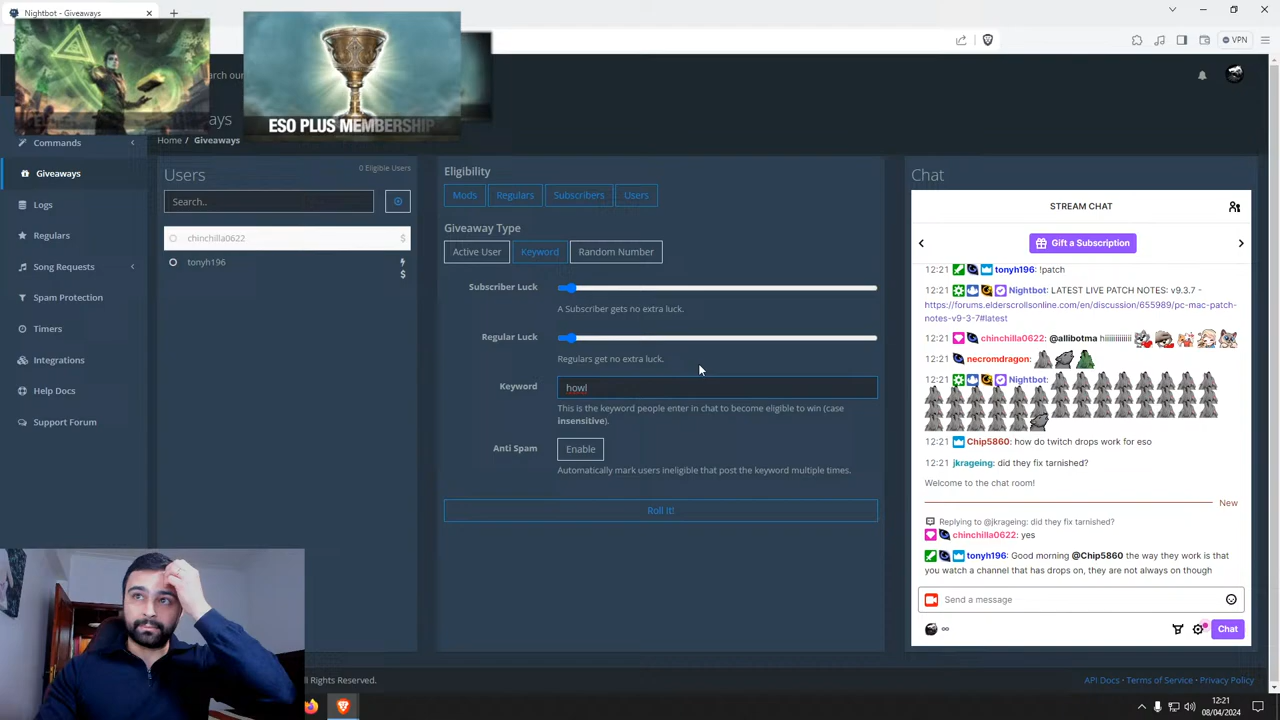 Nightbot - Giveaways
VPN
arch our
ays
ESO PLUS MEMBERSHIP
Home / Giveaways
Commands
Giveaways
Logs
Regulars
Song Requests
Spam Protection
Timers
Integrations
Help Docs
Support Forum
Users
0 Eligible Users
Search..
chinchilla0622
tonyh196
Eligibility
Mods
Regulars
Subscribers
Users
Giveaway Type
Active User
Keyword
Random Number
Subscriber Luck
A Subscriber gets no extra luck.
Regular Luck
Regulars get no extra luck.
Keyword
howl
This is the keyword people enter in chat to become eligible to win (case
insensitive).
Anti Spam
Enable
Automatically mark users ineligible that post the keyword multiple times.
Roll It!
Chat
STREAM CHAT
Gift a Subscription
12:21 tonyh196: !patch
12:21 Nightbot: LATEST LIVE PATCH NOTES: v9.3.7 -
https://forums.elderscrollsonline.com/en/discussion/655989/pc-mac-patch-
notes-v9-3-7#latest
12:21 chinchilla0622: @allibotma hiiiiiiiiiiiii
12:21 necromdragon:
12:21 Nightbot:
12:21 Chip5860: how do twitch drops work for eso
12:21 jkrageing: did they fix tarnished?
Welcome to the chat room!
New
Replying to @jkrageing: did they fix tarnished?
chinchilla0622: yes
tonyh196: Good morning @Chip5860 the way they work is that
you watch a channel that has drops on, they are not always on though
Send a message
∞
Chat
ll Rights Reserved.
API Docs · Terms of Service · Privacy Policy
12:21
08/04/2024